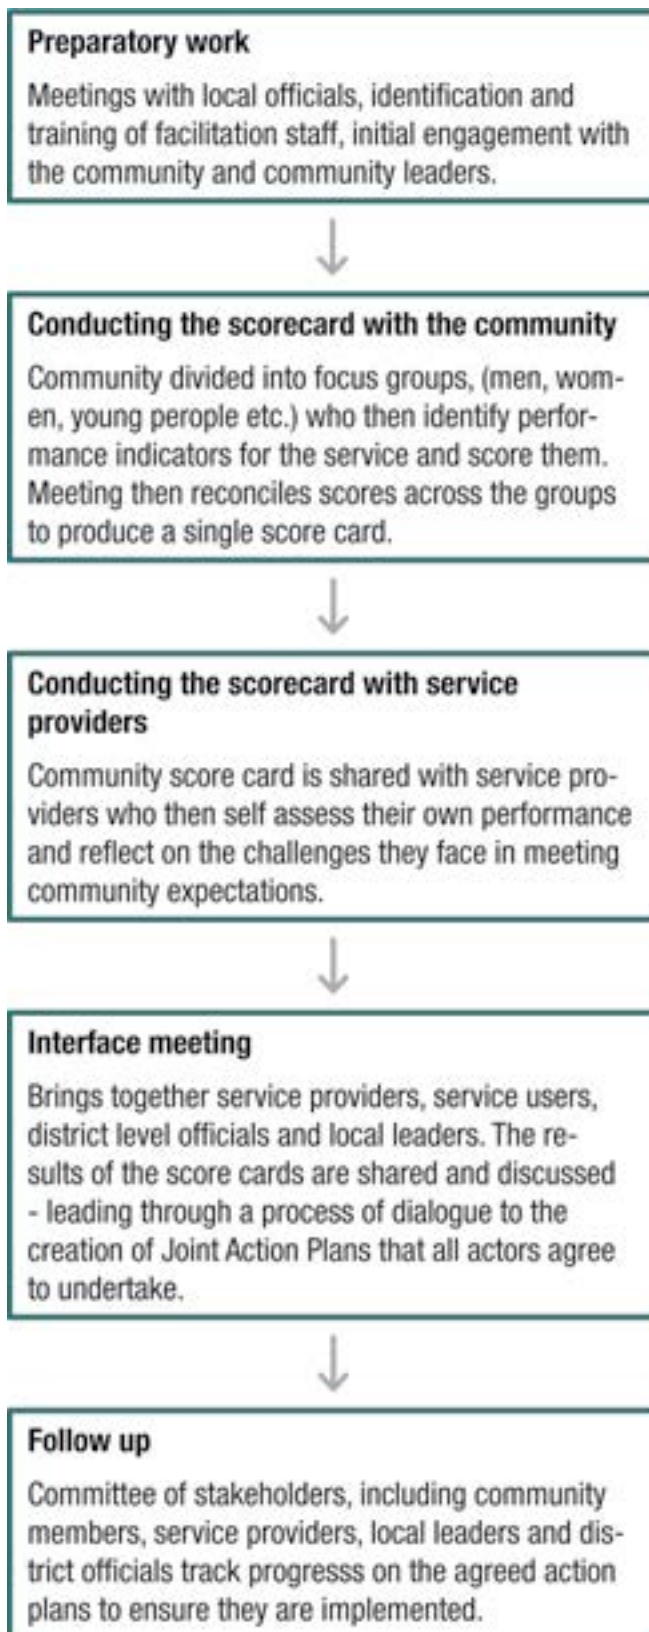 Preparatory work
Meetings with local officials, identification and
training of facilitation staff, initial engagement with
the community and community leaders.
Conducting the scorecard with the community
Community divided into focus groups, (men, wom-
en, young perople etc.) who then identify perfor-
mance indicators for the service and score them.
Meeting then reconciles scores across the groups
to produce a single score card.
Conducting the scorecard with service
providers
Community score card is shared with service pro-
viders who then self assess their own performance
and reflect on the challenges they face in meeting
community expectations.
Interface meeting
Brings together service providers, service users,
district level officials and local leaders. The re-
sults of the score cards are shared and discussed
- leading through a process of dialogue to the
creation of Joint Action Plans that all actors agree
to undertake.
Follow up
Committee of stakeholders, including community
members, service providers, local leaders and dis-
trict officials track progresss on the agreed action
plans to ensure they are implemented.